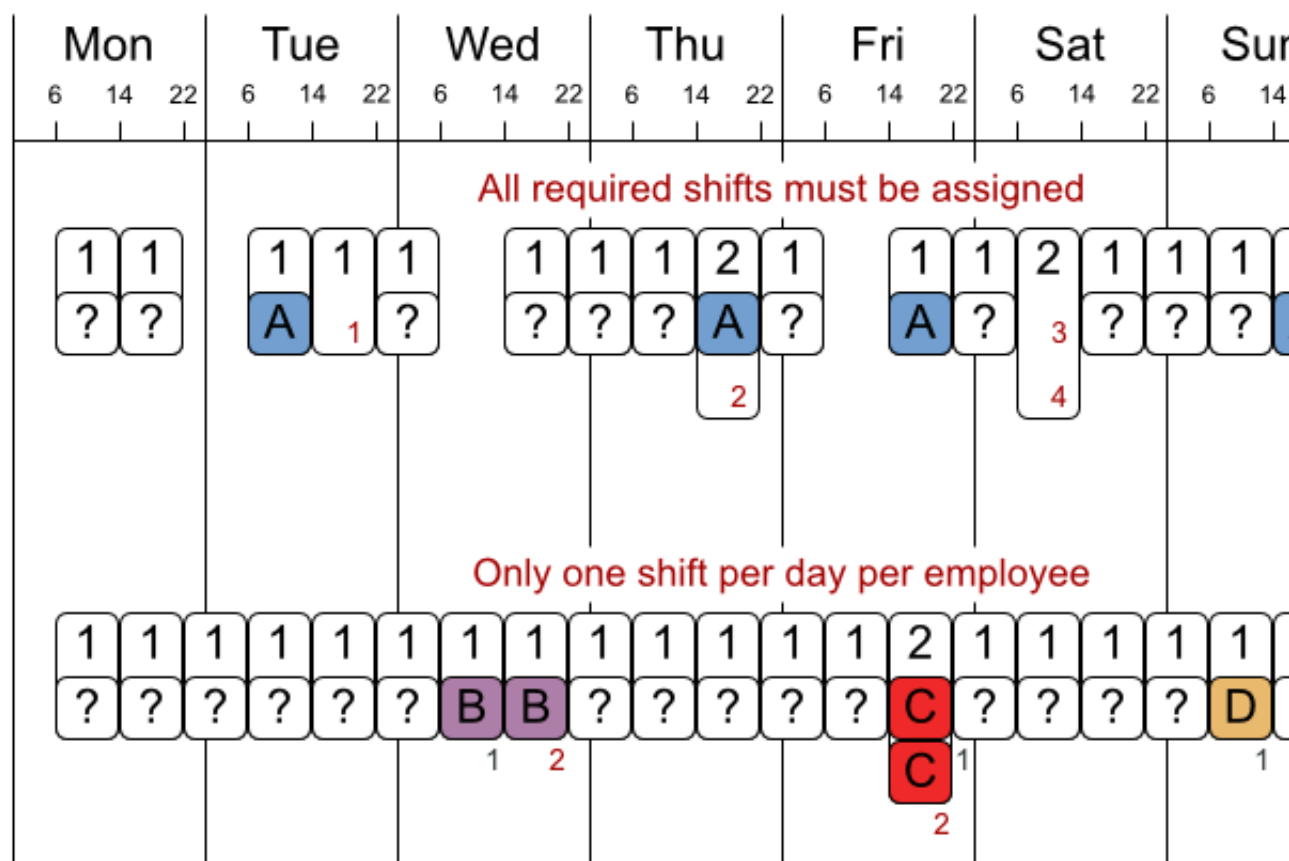 Mon Tue Wed Thu Fri Sat Sun
6 14 22 6 14 22 6 14 22 6 14 22 6 14 22 6 14 22 6 14
All required shifts must be assigned
1 1 1 1 1 1 1 1 2 1 1 1 2 1 1 1
? ? A 1 ? ? ? ? A ? A ? 3 ? ? ?
2 4
Only one shift per day per employee
1 1 1 1 1 1 1 1 1 1 1 1 1 2 1 1 1 1 1
? ? ? ? ? ? B B ? ? ? ? ? C ? ? ? ? D
1 2 C 1 1
2